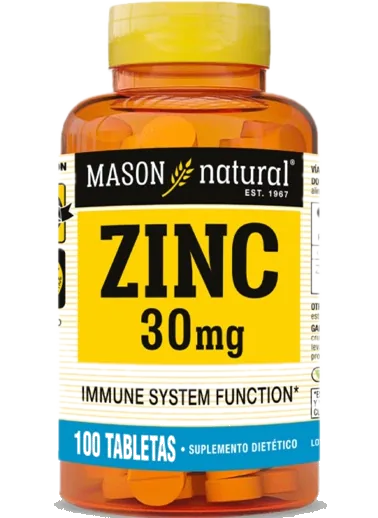 MASON natural®
EST. 1967
ZINC
30mg
IMMUNE SYSTEM FUNCTION*
100 TABLETAS • SUPLEMENTO DIETÉTICO